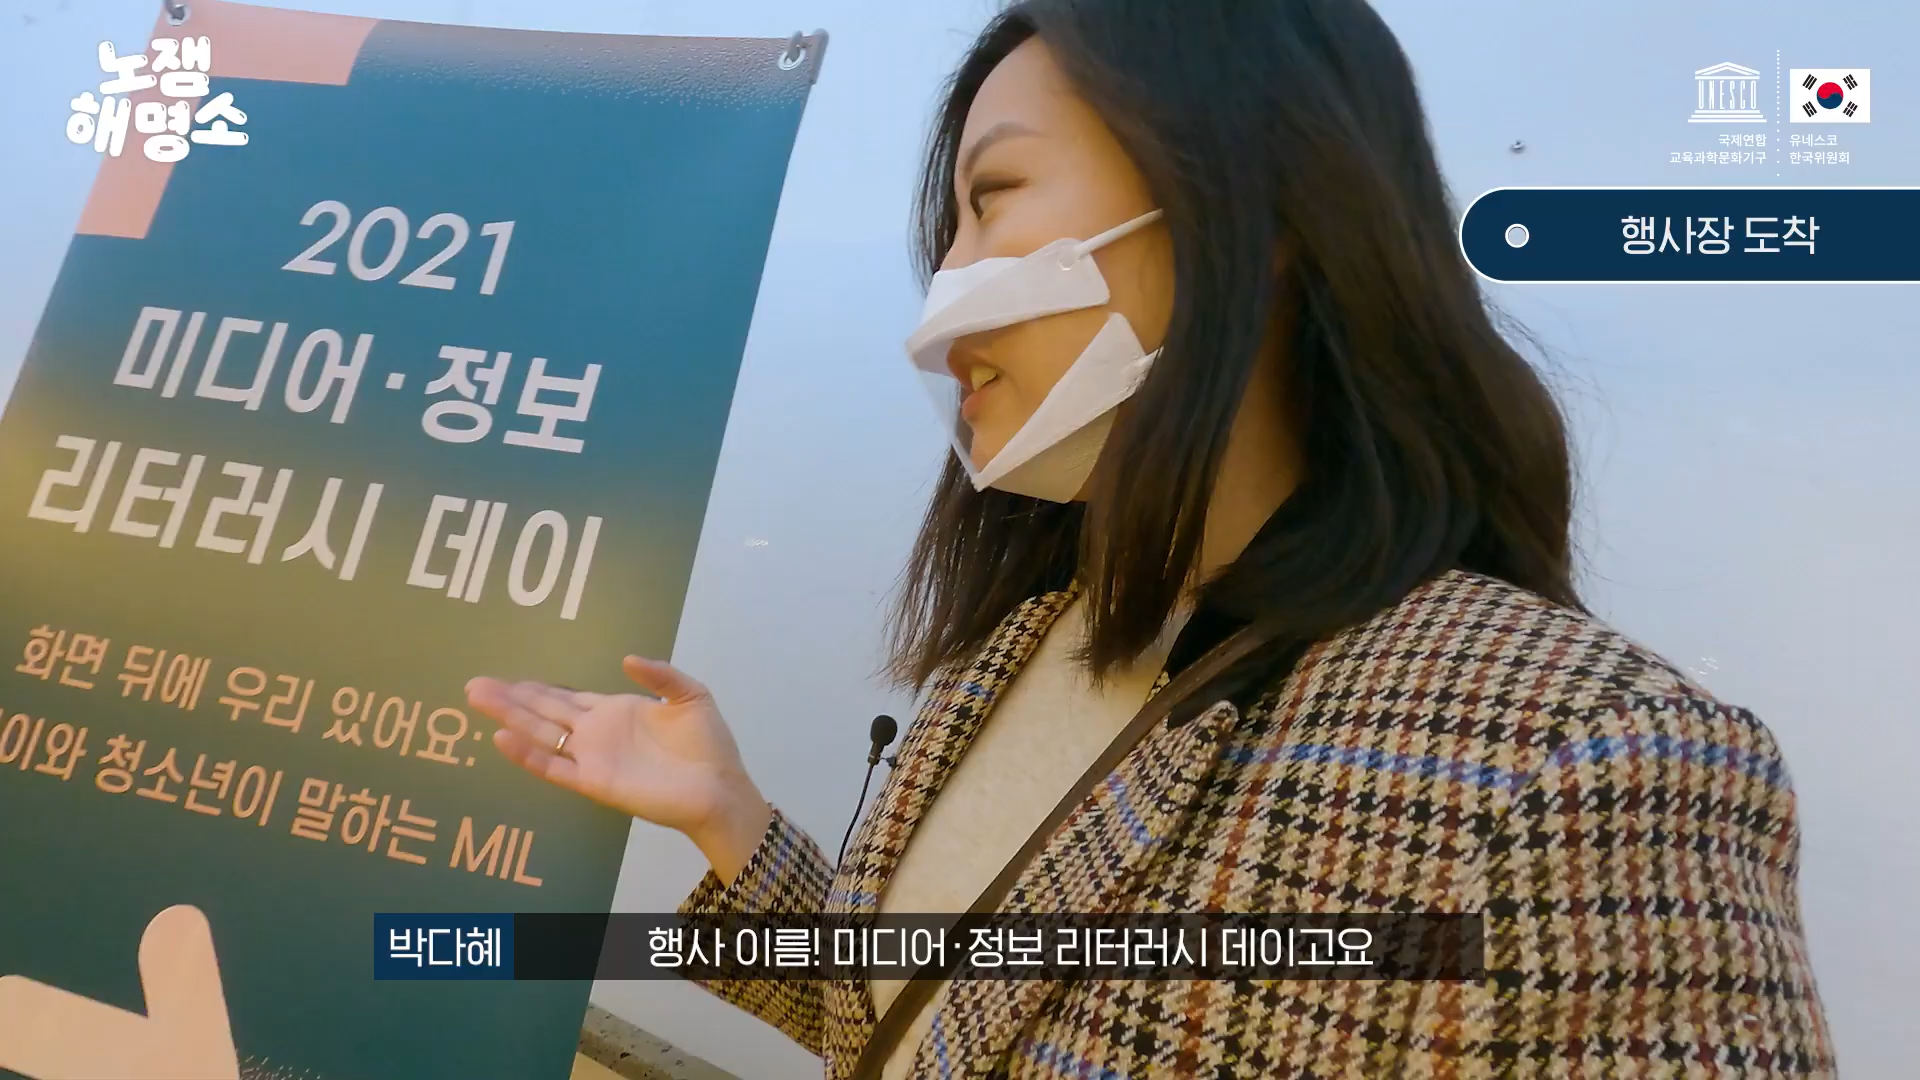 노잼
해명소
UNESCO
국제연합
교육과학문화기구
유네스코
한국위원회
행사장 도착
2021
미디어·정보
리터러시 데이
화면 뒤에 우리 있어요:
이와 청소년이 말하는 MIL
박다혜
행사 이름! 미디어·정보 리터러시 데이고요